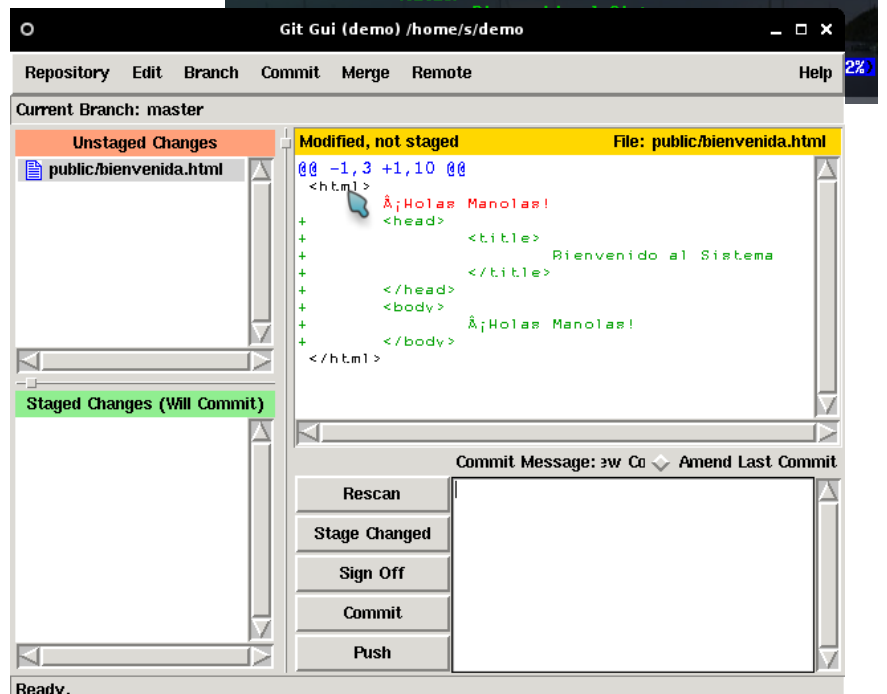 2%)
Git Gui (demo) /home/s/demo
Repository Edit Branch Commit Merge Remote Help
Current Branch: master
Unstaged Changes
public/bienvenida.html
Staged Changes (Will Commit)
Modified, not staged File: public/bienvenida.html
@@ -1,3 +1,10 @@
<html>
Â¡Holas Manolas!
+ <head>
+ <title>
+ Bienvenido al Sistema
+ </title>
+ </head>
+ <body>
+ Â¡Holas Manolas!
+ </body>
</html>
Commit Message: ew Co Amend Last Commit
Rescan
Stage Changed
Sign Off
Commit
Push
Ready.